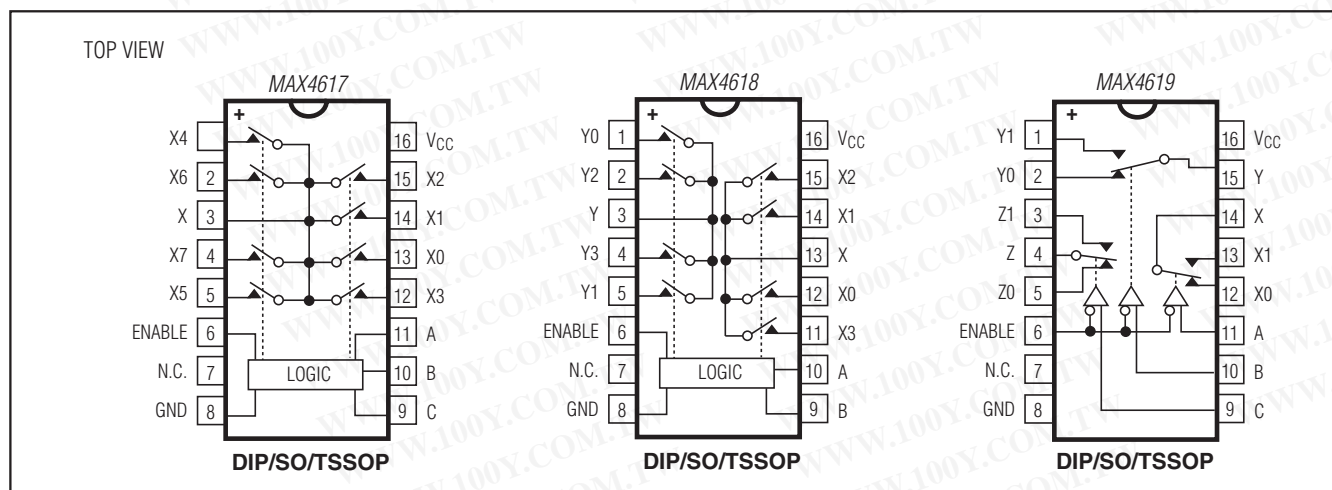 TOP VIEW
MAX4617
+
X4
X6 2
X 3
X7 4
X5 5
ENABLE 6
N.C. 7
GND 8
16 VCC
15 X2
14 X1
13 X0
12 X3
11 A
10 B
9 C
LOGIC
DIP/SO/TSSOP
MAX4618
+
Y0 1
Y2 2
Y 3
Y3 4
Y1 5
ENABLE 6
N.C. 7
GND 8
16 VCC
15 X2
14 X1
13 X
12 X0
11 X3
10 A
9 B
LOGIC
DIP/SO/TSSOP
MAX4619
+
Y1 1
Y0 2
Z1 3
Z 4
Z0 5
ENABLE 6
N.C. 7
GND 8
16 VCC
15 Y
14 X
13 X1
12 X0
11 A
10 B
9 C
DIP/SO/TSSOP
WWW.100Y.COM.TW